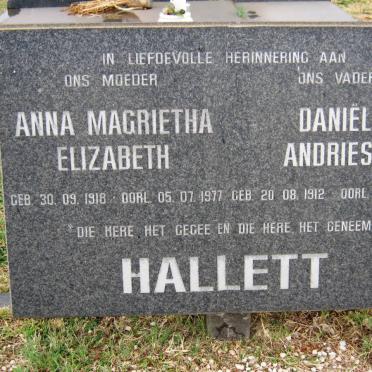 IN LIEFDEVOLLE HERINNERING AAN
ONS MOEDER ONS VADER
ANNA MAGRIETHA DANIËL
ELIZABETH ANDRIES
GEB. 30. 09. 1918 - OORL. 05. 07. 1977 GEB. 20. 08. 1912 - OORL.
"DIE HERE HET GEGEE EN DIE HERE HET GENEEM
HALLETT